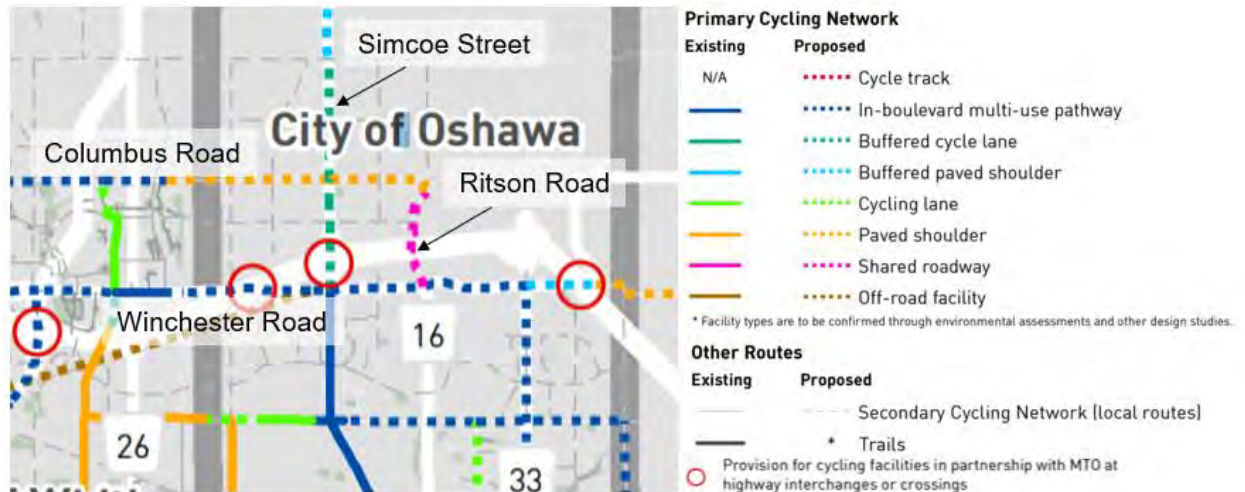 Simcoe Street
City of Oshawa
Columbus Road
Ritson Road
Winchester Road
16
26
33
Primary Cycling Network
Existing Proposed
N/A Cycle track
In-boulevard multi-use pathway
Buffered cycle lane
Buffered paved shoulder
Cycling lane
Paved shoulder
Shared roadway
Off-road facility
* Facility types are to be confirmed through environmental assessments and other design studies.
Other Routes
Existing Proposed
Secondary Cycling Network (local routes)
* Trails
Provision for cycling facilities in partnership with MTO at
highway interchanges or crossings